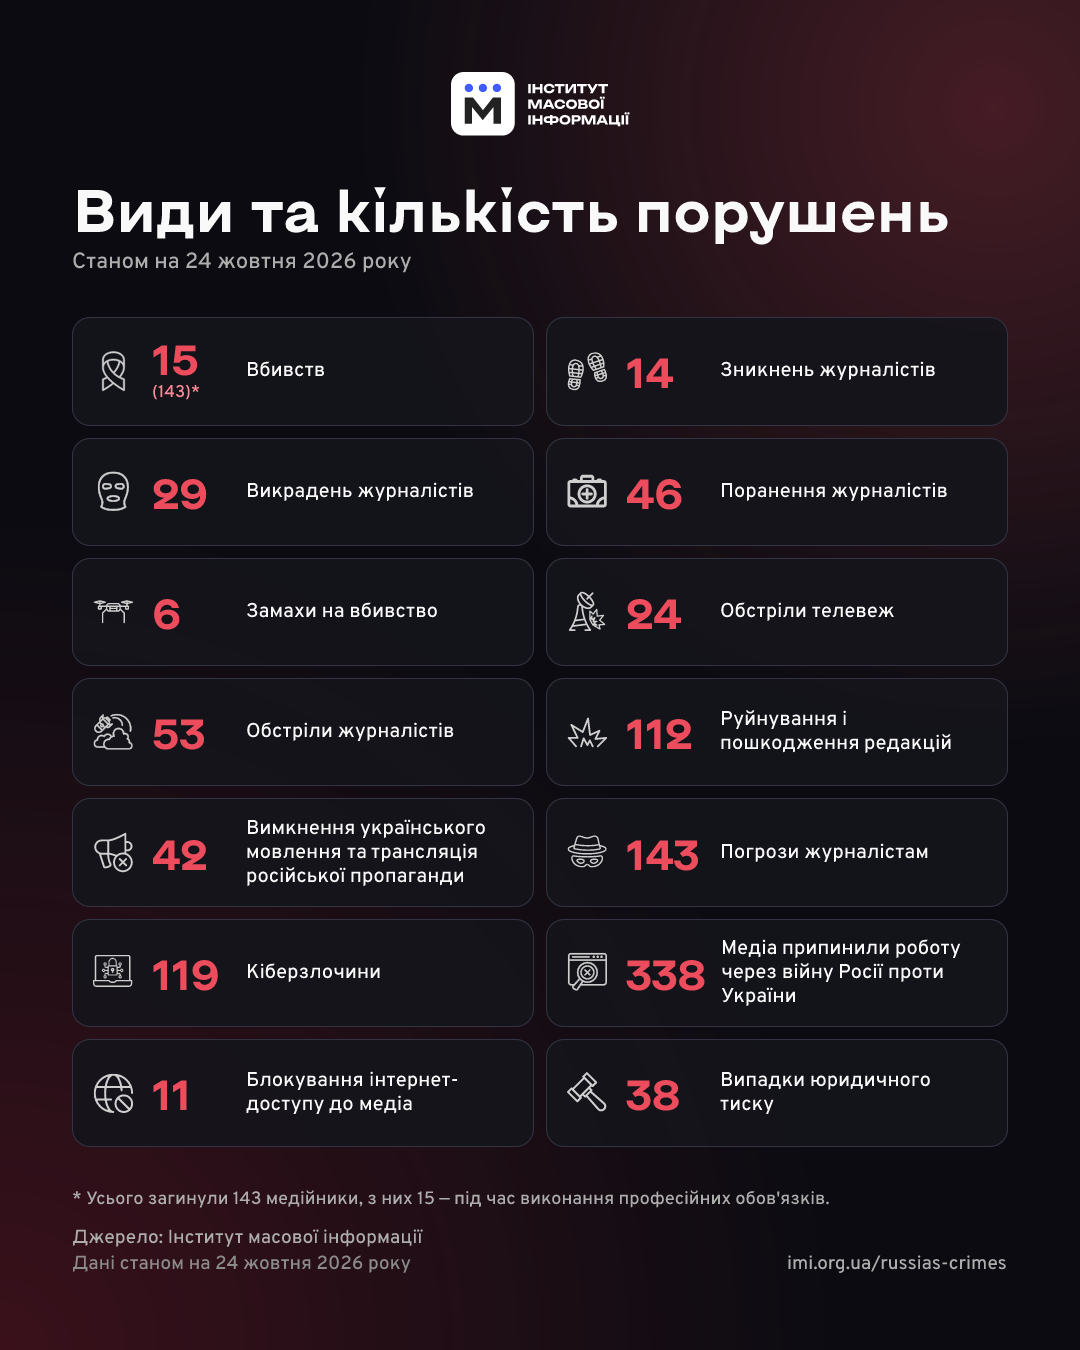 ІНСТИТУТ
МАСОВОЇ
ІНФОРМАЦІЇ
Види та кількість порушень
Станом на 24 жовтня 2026 року
15
(143)*
Вбивств
14
Зникнень журналістів
29
Викрадень журналістів
46
Поранення журналістів
6
Замахи на вбивство
24
Обстріли телевеж
53
Обстріли журналістів
112
Руйнування і
пошкодження редакцій
42
Вимкнення українського
мовлення та трансляція
російської пропаганди
143
Погрози журналістам
119
Кіберзлочини
338
Медіа припинили роботу
через війну Росії проти
України
11
Блокування інтернет-
доступу до медіа
38
Випадки юридичного
тиску
* Усього загинули 143 медійники, з них 15 – під час виконання професійних обов'язків.
Джерело: Інститут масової інформації
Дані станом на 24 жовтня 2026 року
imi.org.ua/russias-crimes